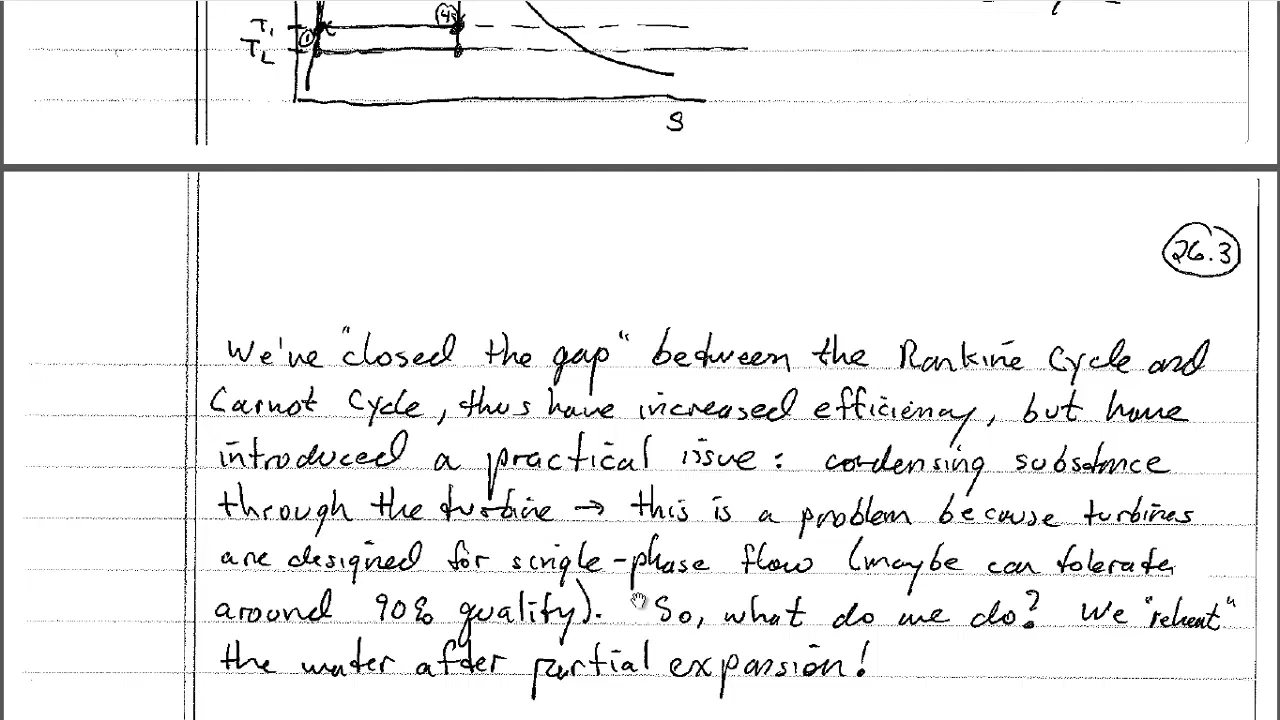 T₁
①
④s
T_L
S
26.3
We've "closed the gap" between the Rankine Cycle and
Carnot Cycle, thus have increased efficiency, but have
introduced a practical issue: condensing substance
through the turbine → this is a problem because turbines
are designed for single-phase flow (maybe can tolerate
around 90% quality). So, what do we do? We "reheat"
the water after partial expansion!